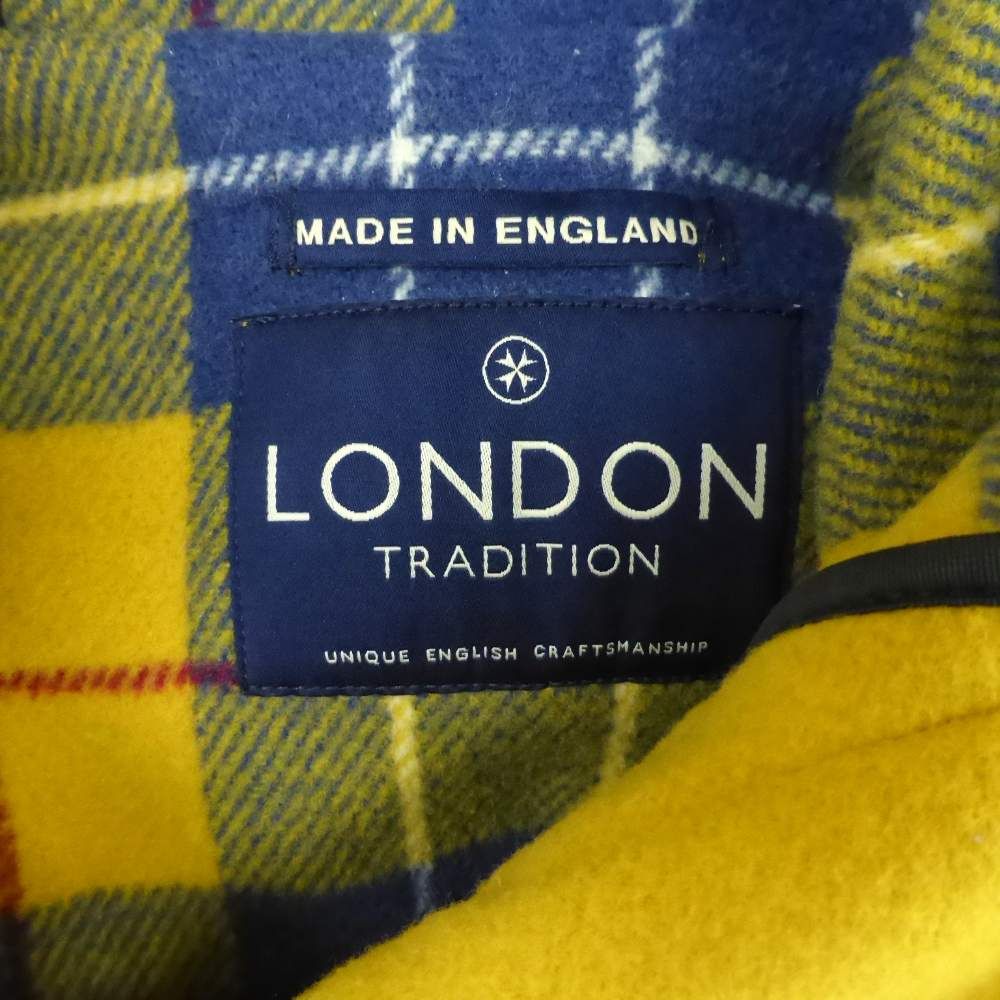 MADE IN ENGLAND
LONDON
TRADITION
UNIQUE ENGLISH CRAFTSMANSHIP